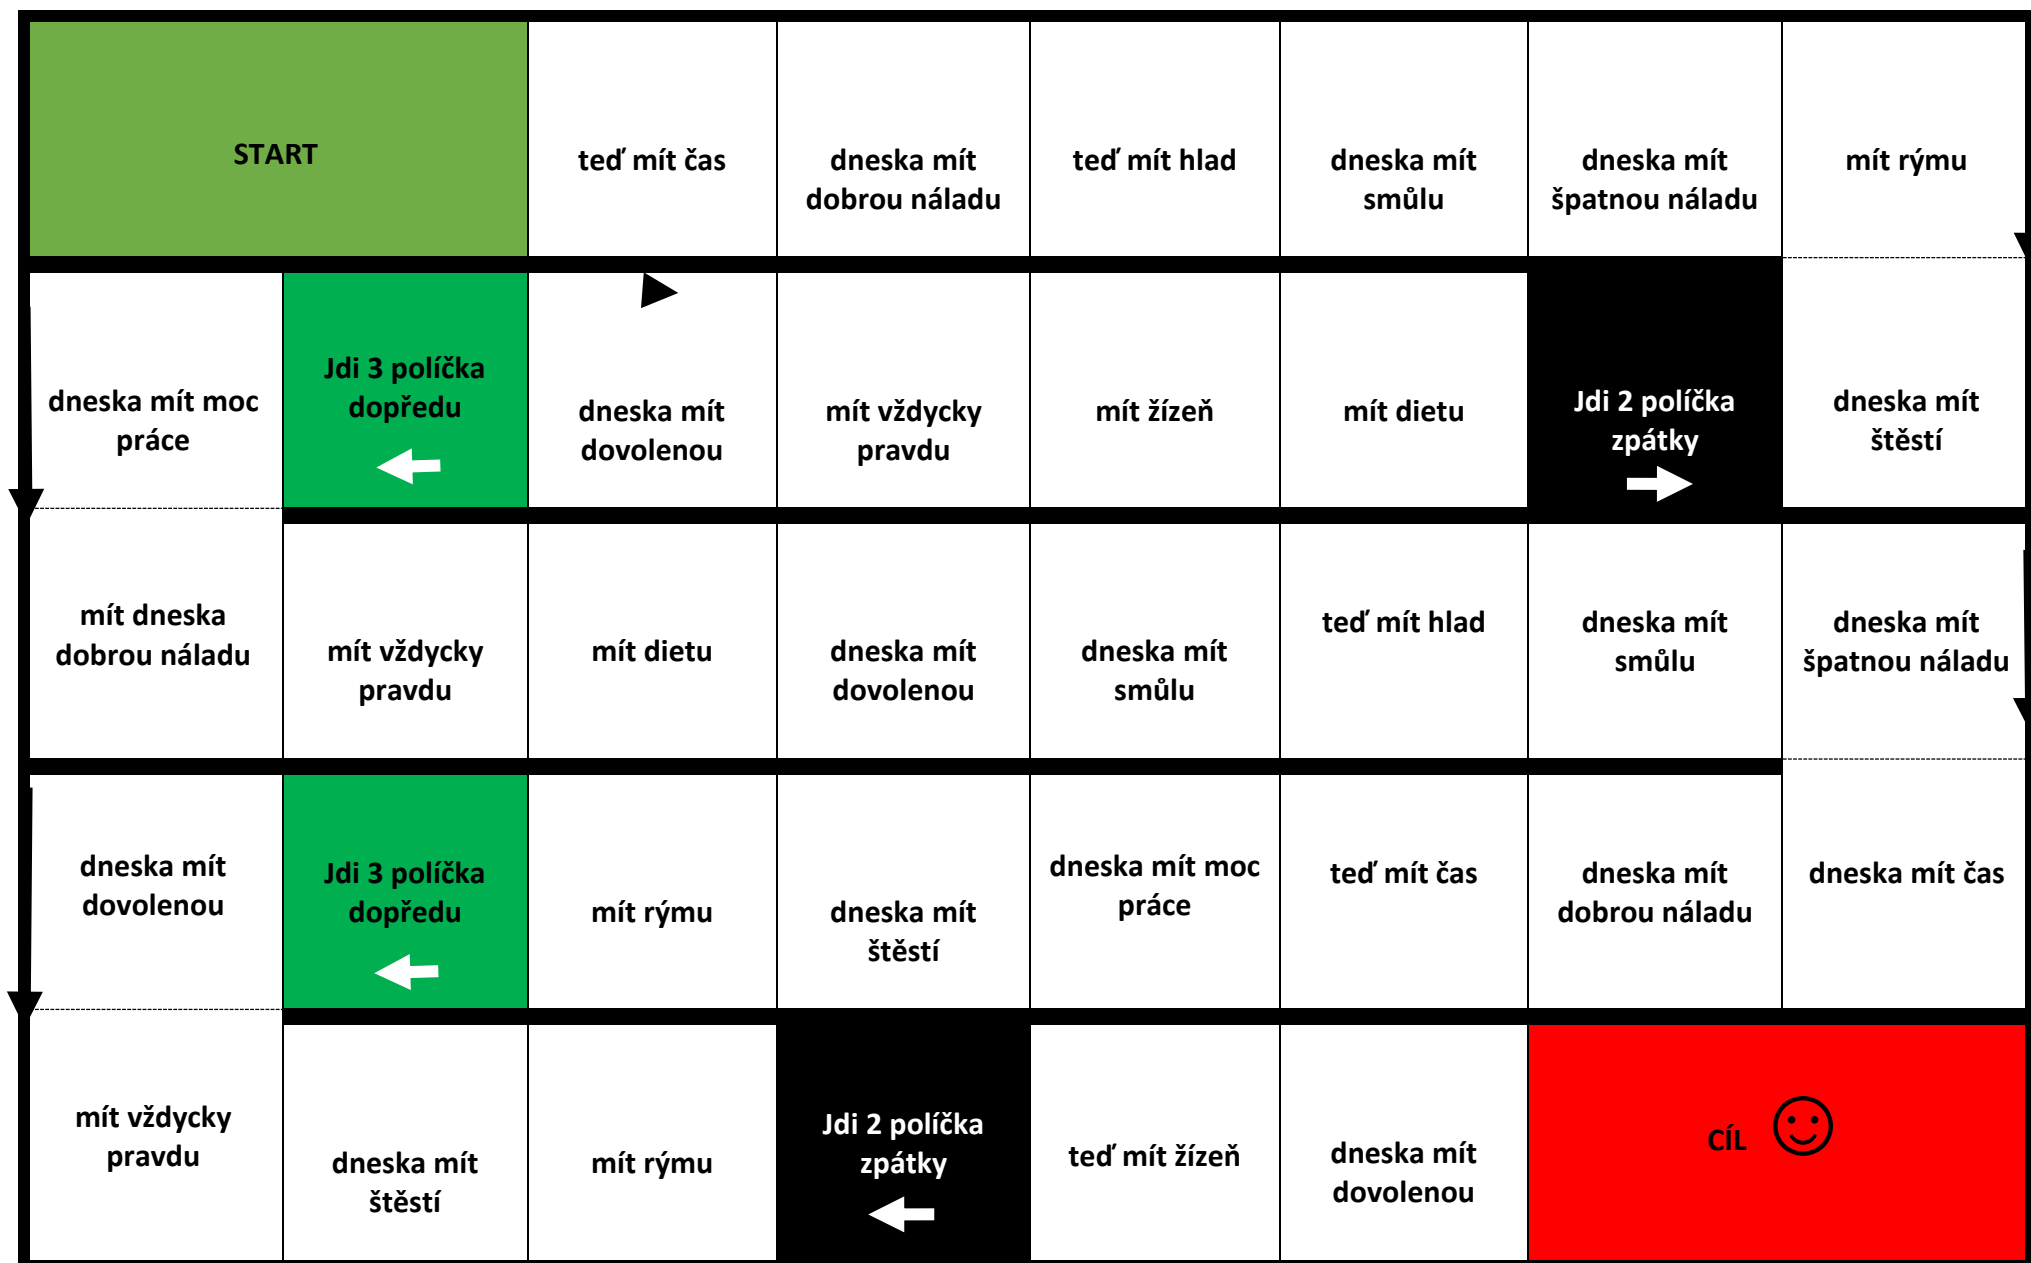 START
teď mít čas
dneska mít
dobrou náladu
teď mít hlad
dneska mít
smůlu
dneska mít
špatnou náladu
mít rýmu
dneska mít moc
práce
Jdi 3 políčka
dopředu
dneska mít
dovolenou
mít vždycky
pravdu
mít žízeň
mít dietu
Jdi 2 políčka
zpátky
dneska mít
štěstí
mít dneska
dobrou náladu
mít vždycky
pravdu
mít dietu
dneska mít
dovolenou
dneska mít
smůlu
teď mít hlad
dneska mít
smůlu
dneska mít
špatnou náladu
dneska mít
dovolenou
Jdi 3 políčka
dopředu
mít rýmu
dneska mít
štěstí
dneska mít moc
práce
teď mít čas
dneska mít
dobrou náladu
dneska mít čas
mít vždycky
pravdu
dneska mít
štěstí
mít rýmu
Jdi 2 políčka
zpátky
teď mít žízeň
dneska mít
dovolenou
CÍL